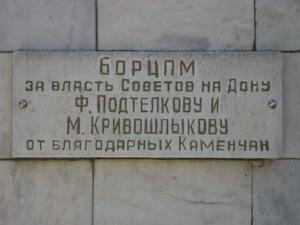 БОРЦАМ
ЗА ВЛАСТЬ СОВЕТОВ НА ДОНУ
Ф. ПОДТЕЛКОВУ И
М. КРИВОШЛЫКОВУ
ОТ БЛАГОДАРНЫХ КАМЕНЧАН